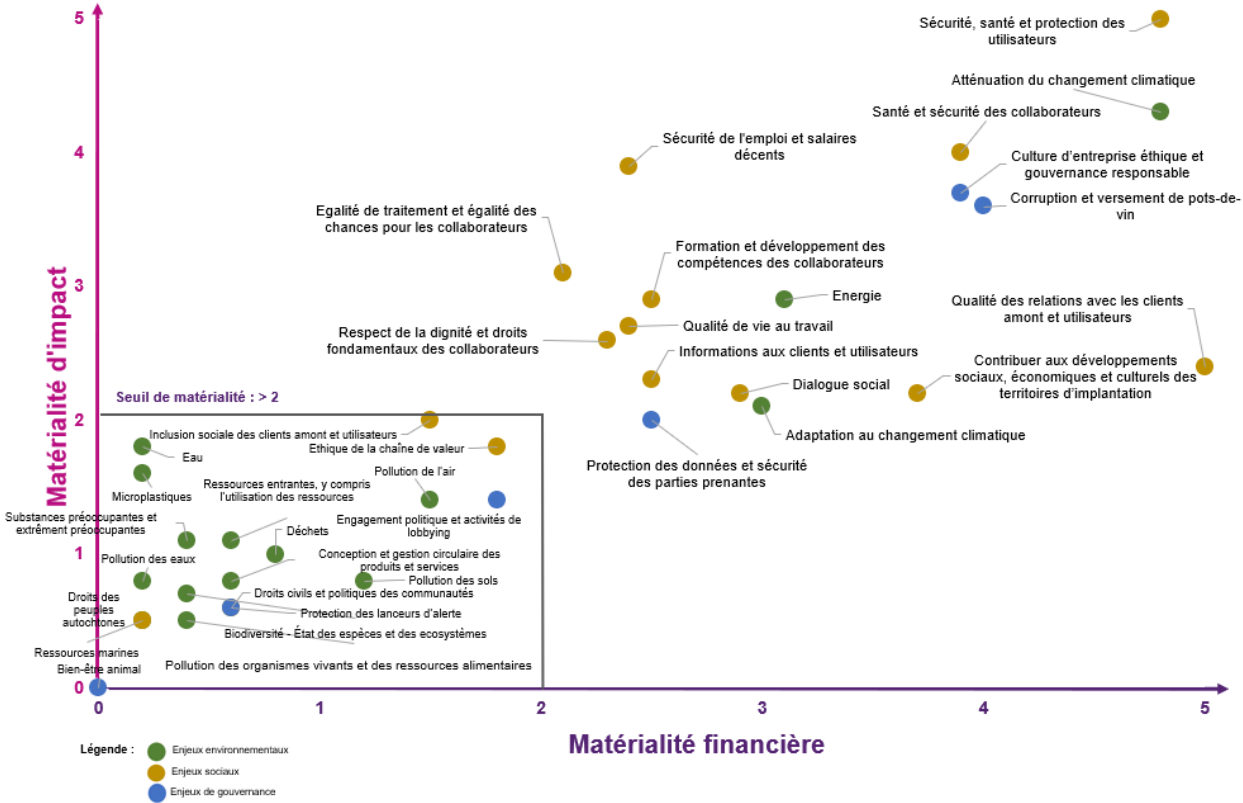 5
Sécurité, santé et protection des
utilisateurs
Atténuation du changement climatique
Santé et sécurité des collaborateurs
4
Sécurité de l'emploi et salaires
décents
Culture d'entreprise éthique et
gouvernance responsable
Corruption et versement de pots-de-
vin
Egalité de traitement et égalité des
chances pour les collaborateurs
Formation et développement des
compétences des collaborateurs
3
Energie
Qualité des relations avec les clients
amont et utilisateurs
Respect de la dignité et droits
fondamentaux des collaborateurs
Qualité de vie au travail
Informations aux clients et utilisateurs
Dialogue social
Contribuer aux développements
sociaux, économiques et culturels des
territoires d'implantation
Matérialité d'impact
Seuil de matérialité : > 2
2
Inclusion sociale des clients amont et utilisateurs
Ethique de la chaîne de valeur
Adaptation au changement climatique
Eau
Pollution de l'air
Protection des données et sécurité
des parties prenantes
Microplastiques
Ressources entrantes, y compris
l'utilisation des ressources
Substances préoccupantes et
extrêment préoccupantes
Engagement politique et activités de
lobbying
Déchets
1
Pollution des eaux
Conception et gestion circulaire des
produits et services
Pollution des sols
Droits civils et politiques des communautés
Droits des
peuples
autochtones
Protection des lanceurs d'alerte
Biodiversité - État des espèces et des ecosystèmes
Ressources marines
Bien-être animal
Pollution des organismes vivants et des ressources alimentaires
0
0
1
2
3
4
5
Matérialité financière
Légende :
Enjeux environnementaux
Enjeux sociaux
Enjeux de gouvernance